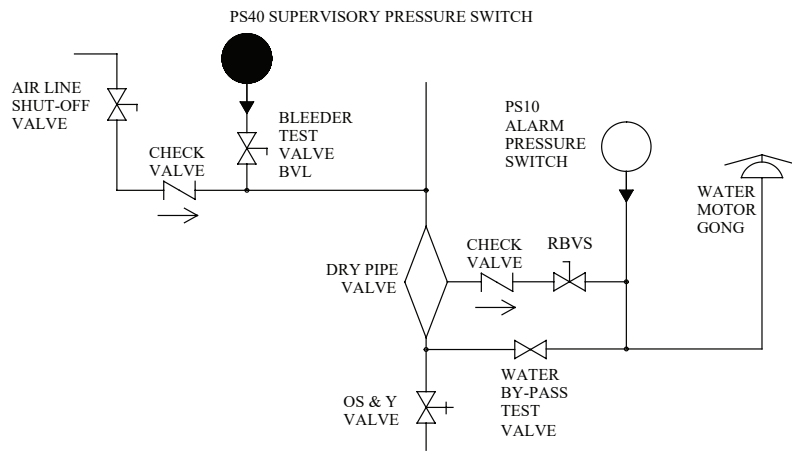 PS40 SUPERVISORY PRESSURE SWITCH
AIR LINE
SHUT-OFF
VALVE
BLEEDER
TEST
VALVE
BVL
CHECK
VALVE
PS10
ALARM
PRESSURE
SWITCH
WATER
MOTOR
GONG
DRY PIPE
VALVE
CHECK
VALVE
RBVS
OS & Y
VALVE
WATER
BY-PASS
TEST
VALVE